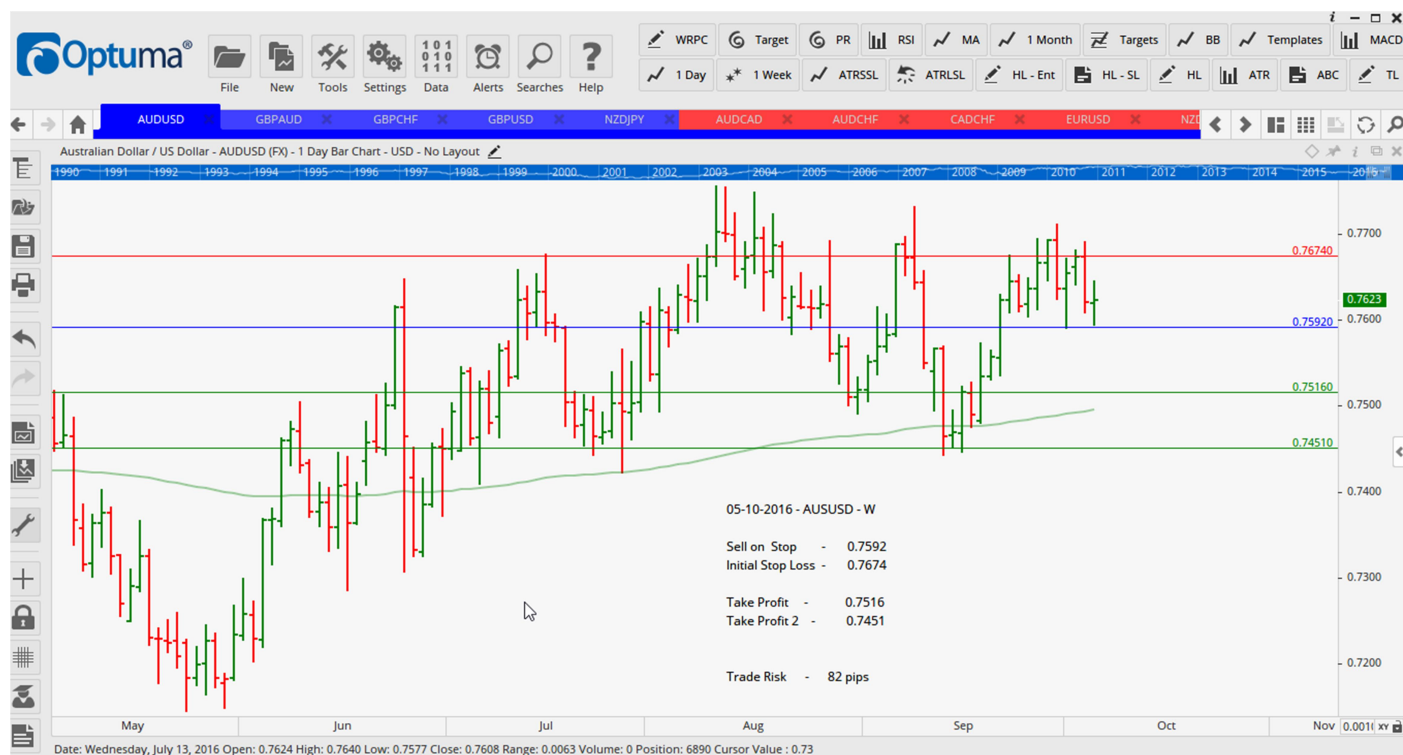 Optuma®
File New Tools Settings Data Alerts Searches Help
WRPC Target PR RSI MA 1 Month Targets BB Templates MACD
1 Day 1 Week ATRSSL ATRLSL HL - Ent HL - SL HL ATR ABC TL
AUDUSD GBPAUD GBPCHF GBPUSD NZDJPY AUDCAD AUDCHF CADCHF EURUSD
Australian Dollar / US Dollar - AUDUSD (FX) - 1 Day Bar Chart - USD - No Layout
1990 1991 1992 1993 1994 1995 1996 1997 1998 1999 2000 2001 2002 2003 2004 2005 2006 2007 2008 2009 2010 2011 2012 2013 2014 2015
0.7700
0.76740
0.7623
0.7600
0.75920
0.75160
0.7500
0.74510
0.7400
05-10-2016 - AUSUSD - W
Sell on Stop - 0.7592
Initial Stop Loss - 0.7674
0.7300
Take Profit - 0.7516
Take Profit 2 - 0.7451
0.7200
Trade Risk - 82 pips
May Jun Jul Aug Sep Oct Nov
XY
Date: Wednesday, July 13, 2016 Open: 0.7624 High: 0.7640 Low: 0.7577 Close: 0.7608 Range: 0.0063 Volume: 0 Position: 6890 Cursor Value : 0.73